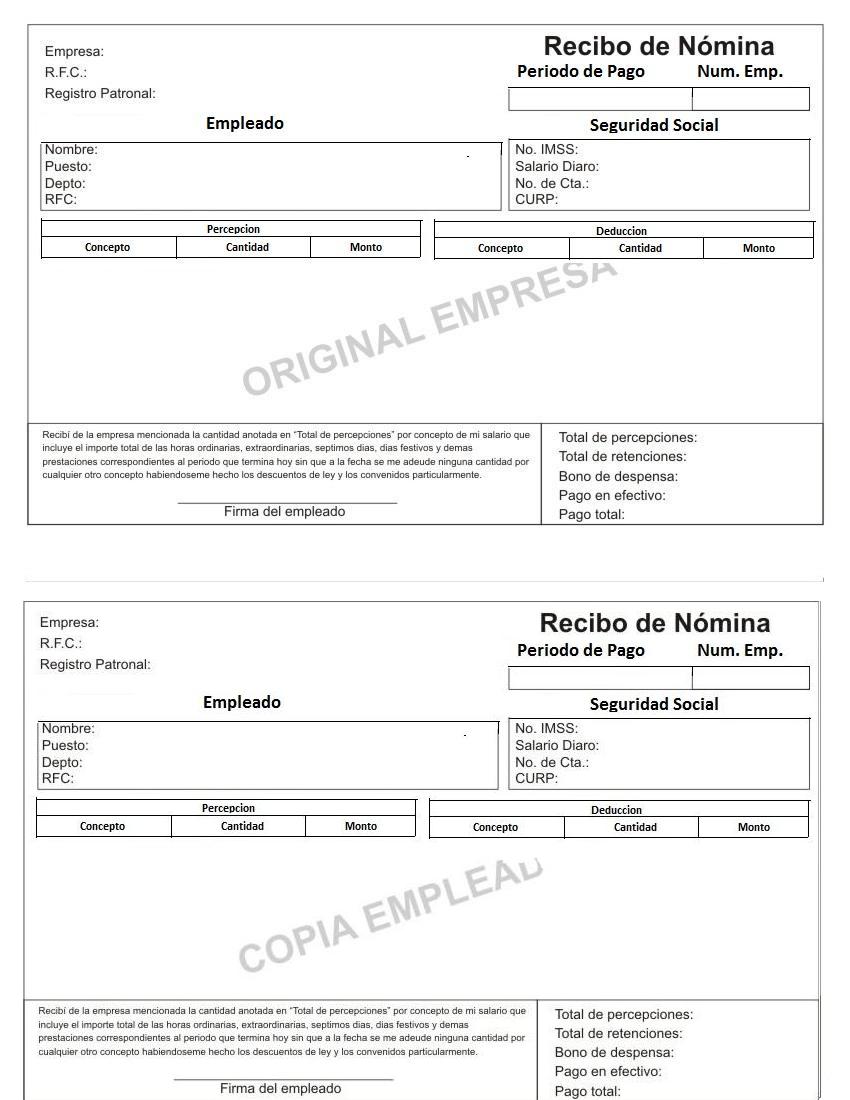 Recibo de Nómina
Empresa:
R.F.C.:
Registro Patronal:
Periodo de Pago Num. Emp.
Empleado
Seguridad Social
Nombre:
Puesto:
Depto:
RFC:
No. IMSS:
Salario Diaro:
No. de Cta.:
CURP:
Percepcion
Concepto Cantidad Monto
Deduccion
Concepto Cantidad Monto
ORIGINAL EMPRESA
Recibí de la empresa mencionada la cantidad anotada en “Total de percepciones” por concepto de mi salario que
incluye el importe total de las horas ordinarias, extraordinarias, septimos dias, dias festivos y demas
prestaciones correspondientes al periodo que termina hoy sin que a la fecha se me adeude ninguna cantidad por
cualquier otro concepto habiendoseme hecho los descuentos de ley y los convenidos particularmente.
Firma del empleado
Total de percepciones:
Total de retenciones:
Bono de despensa:
Pago en efectivo:
Pago total:
Recibo de Nómina
Empresa:
R.F.C.:
Registro Patronal:
Periodo de Pago Num. Emp.
Empleado
Seguridad Social
Nombre:
Puesto:
Depto:
RFC:
No. IMSS:
Salario Diaro:
No. de Cta.:
CURP:
Percepcion
Concepto Cantidad Monto
Deduccion
Concepto Cantidad Monto
COPIA EMPLEAD
Recibí de la empresa mencionada la cantidad anotada en “Total de percepciones” por concepto de mi salario que
incluye el importe total de las horas ordinarias, extraordinarias, septimos dias, dias festivos y demas
prestaciones correspondientes al periodo que termina hoy sin que a la fecha se me adeude ninguna cantidad por
cualquier otro concepto habiendoseme hecho los descuentos de ley y los convenidos particularmente.
Firma del empleado
Total de percepciones:
Total de retenciones:
Bono de despensa:
Pago en efectivo:
Pago total: